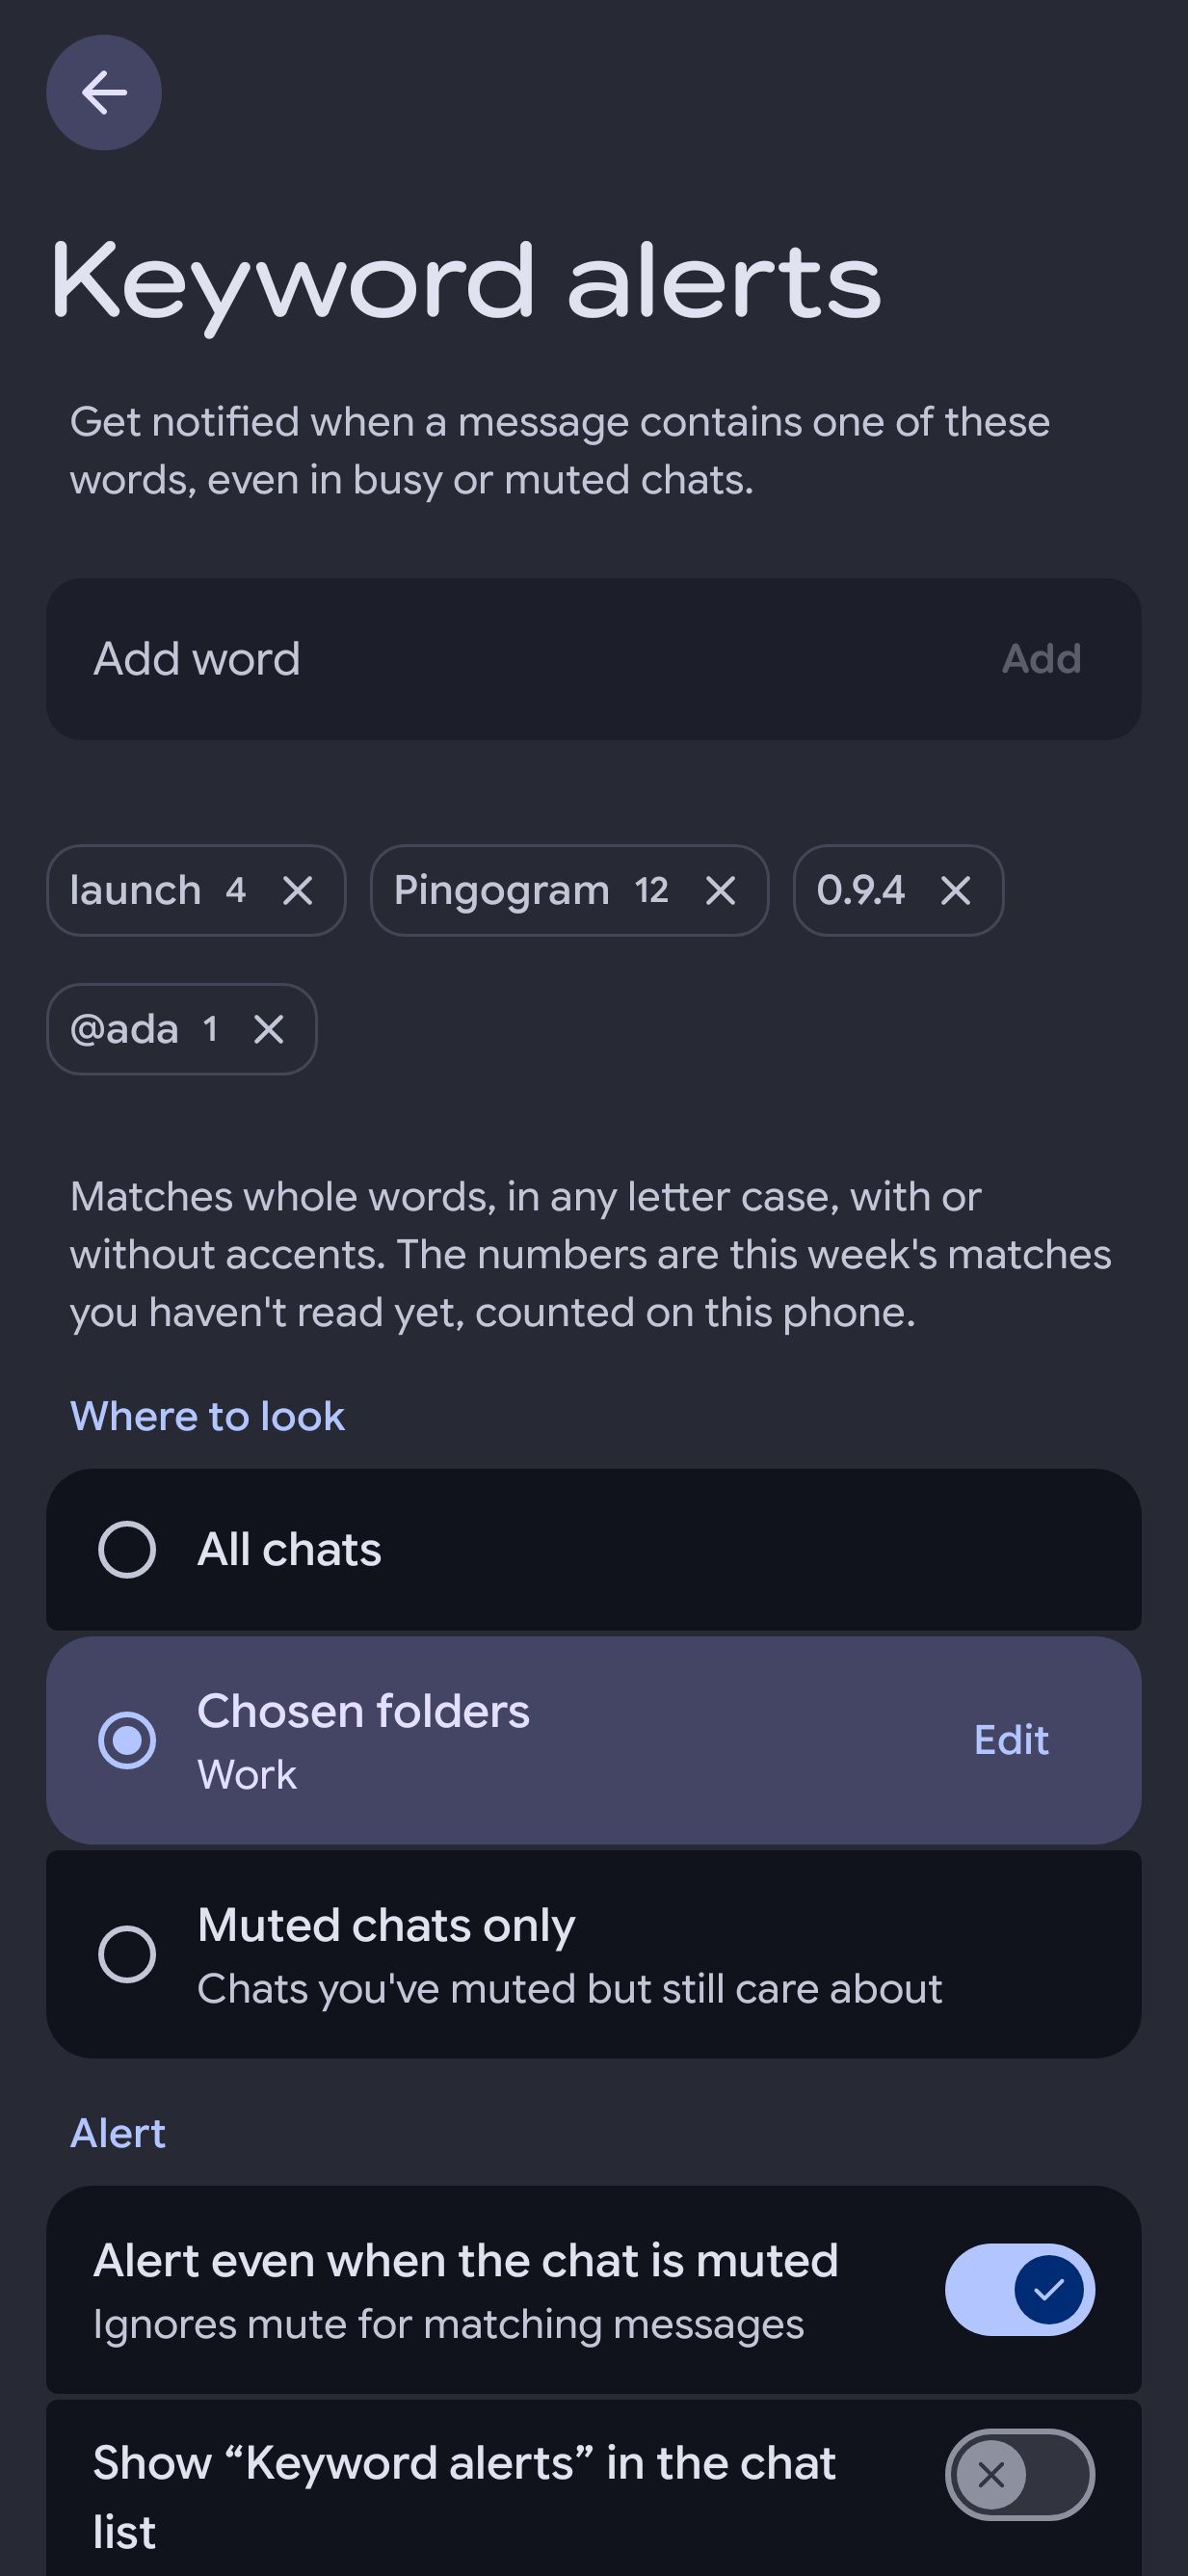 Keyword alerts
Get notified when a message contains one of these
words, even in busy or muted chats.
Add word Add
launch 4 Pingogram 12 0.9.4
@ada 1
Matches whole words, in any letter case, with or
without accents. The numbers are this week's matches
you haven't read yet, counted on this phone.
Where to look
All chats
Chosen folders
Work
Edit
Muted chats only
Chats you've muted but still care about
Alert
Alert even when the chat is muted
Ignores mute for matching messages
Show “Keyword alerts” in the chat
list